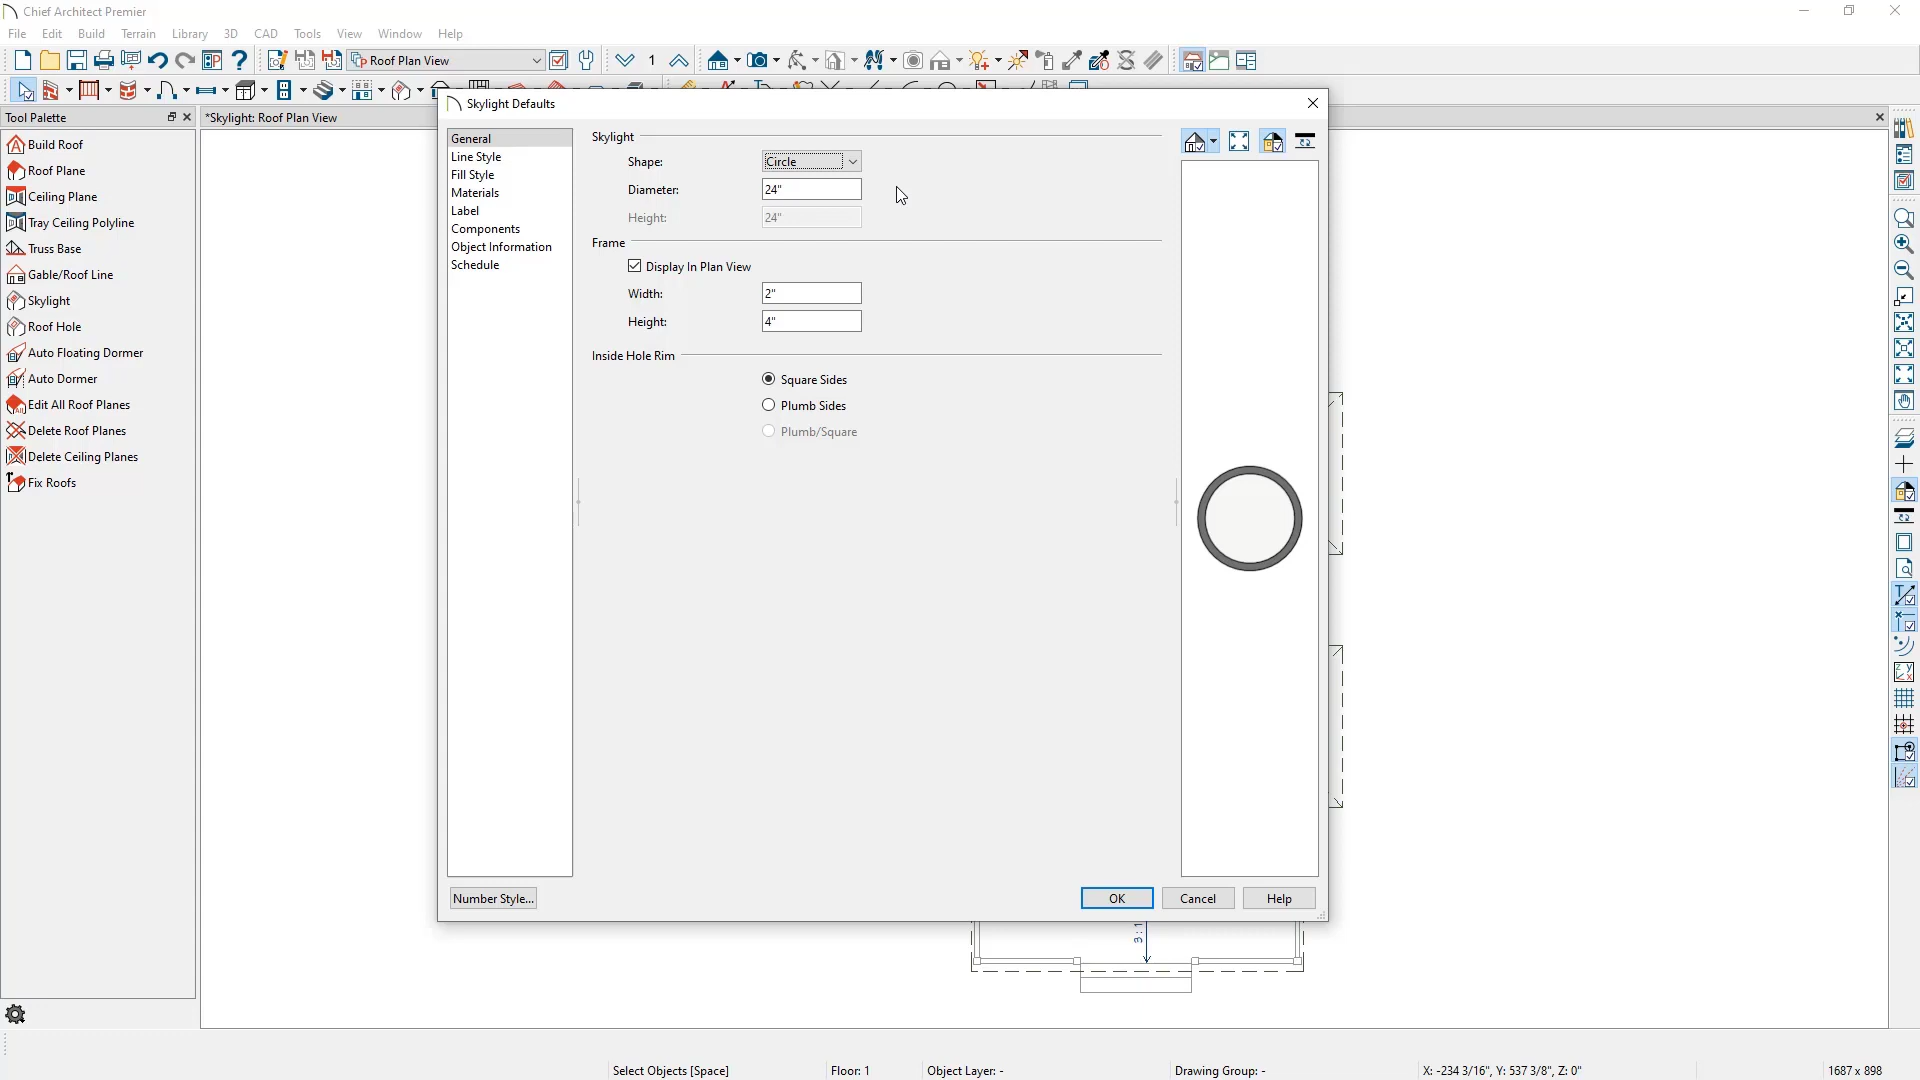 Chief Architect Premier
File Edit Build Terrain Library 3D CAD Tools View Window Help
Roof Plan View
1
Tool Palette
*Skylight: Roof Plan View
Build Roof
Roof Plane
Ceiling Plane
Tray Ceiling Polyline
Truss Base
Gable/Roof Line
Skylight
Roof Hole
Auto Floating Dormer
Auto Dormer
Edit All Roof Planes
Delete Roof Planes
Delete Ceiling Planes
Fix Roofs
Skylight Defaults
General
Line Style
Fill Style
Materials
Label
Components
Object Information
Schedule
Skylight
Shape: Circle
Diameter: 24"
Height: 24"
Frame
Display In Plan View
Width: 2"
Height: 4"
Inside Hole Rim
Square Sides
Plumb Sides
Plumb/Square
Number Style...
OK Cancel Help
Select Objects [Space] Floor: 1 Object Layer: - Drawing Group: - X: -234 3/16", Y: 537 3/8", Z: 0" 1687 x 898